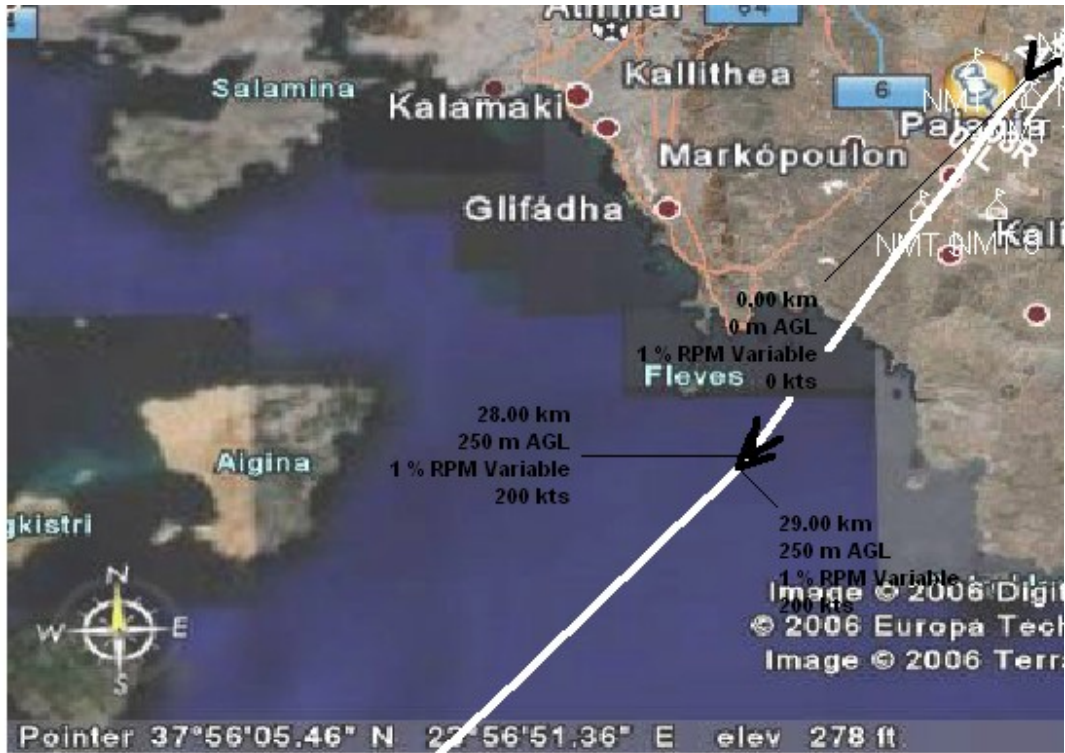 Salamina
Kalamaki
Kallithea
6
Markópoulon
Glifádha
0,00 km
0 m AGL
1 % RPM Variable
0 kts
Fleves
28.00 km
250 m AGL
1 % RPM Variable
200 kts
Aigina
gkistri
29.00 km
250 m AGL
1 % RPM Variable
200 kts
Image © 2006 Digit
© 2006 Europa Tech
Image © 2006 Terra
N
W E
S
Pointer 37°56'05.46" N 56'51.36" E elev 278 ft